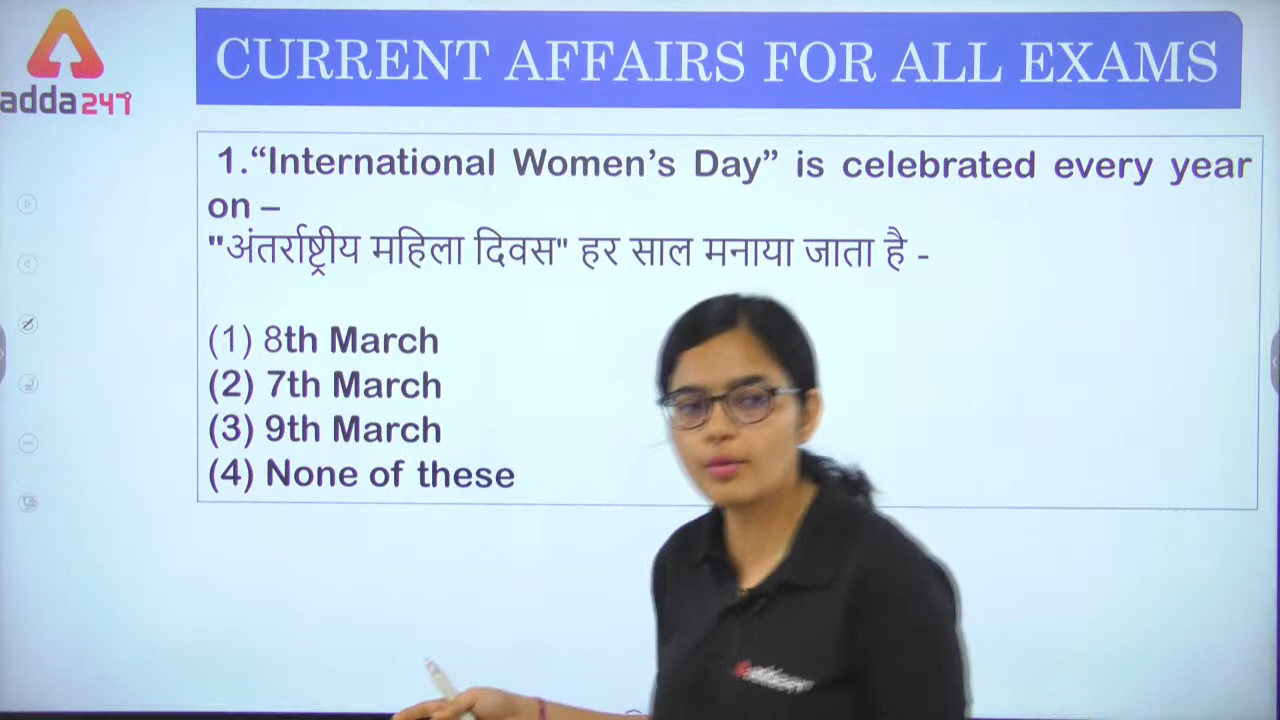 CURRENT AFFAIRS FOR ALL EXAMS
adda247
1.“International Women’s Day” is celebrated every year
on –
"अंतर्राष्ट्रीय महिला दिवस" हर साल मनाया जाता है -
(1) 8th March
(2) 7th March
(3) 9th March
(4) None of these